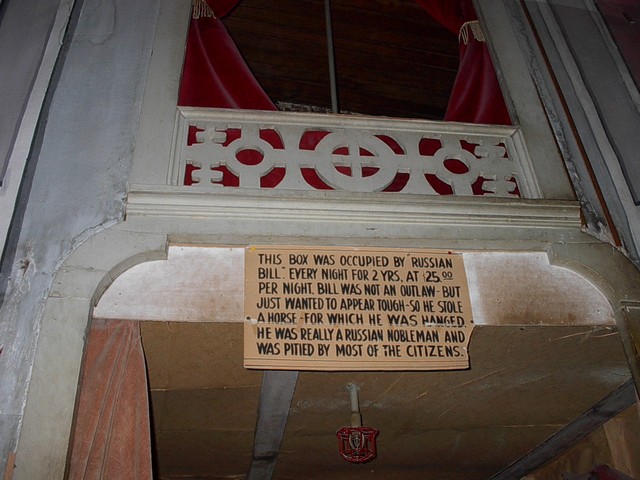 THIS BOX WAS OCCUPIED BY "RUSSIAN
BILL" EVERY NIGHT FOR 2 YRS. AT $25.00
PER NIGHT. BILL WAS NOT AN OUTLAW - BUT
JUST WANTED TO APPEAR TOUGH - SO HE STOLE
A HORSE - FOR WHICH HE WAS HANGED.
HE WAS REALLY A RUSSIAN NOBLEMAN AND
WAS PITIED BY MOST OF THE CITIZENS.